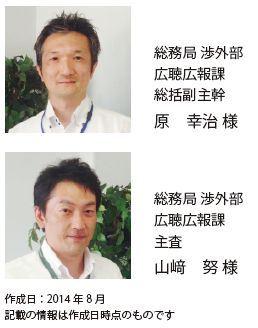 総務局 渉外部
広聴広報課
総括副主幹
原　幸治 様
総務局 渉外部
広聴広報課
主査
山﨑　努 様
作成日：2014 年 8 月
記載の情報は作成日時点のものです